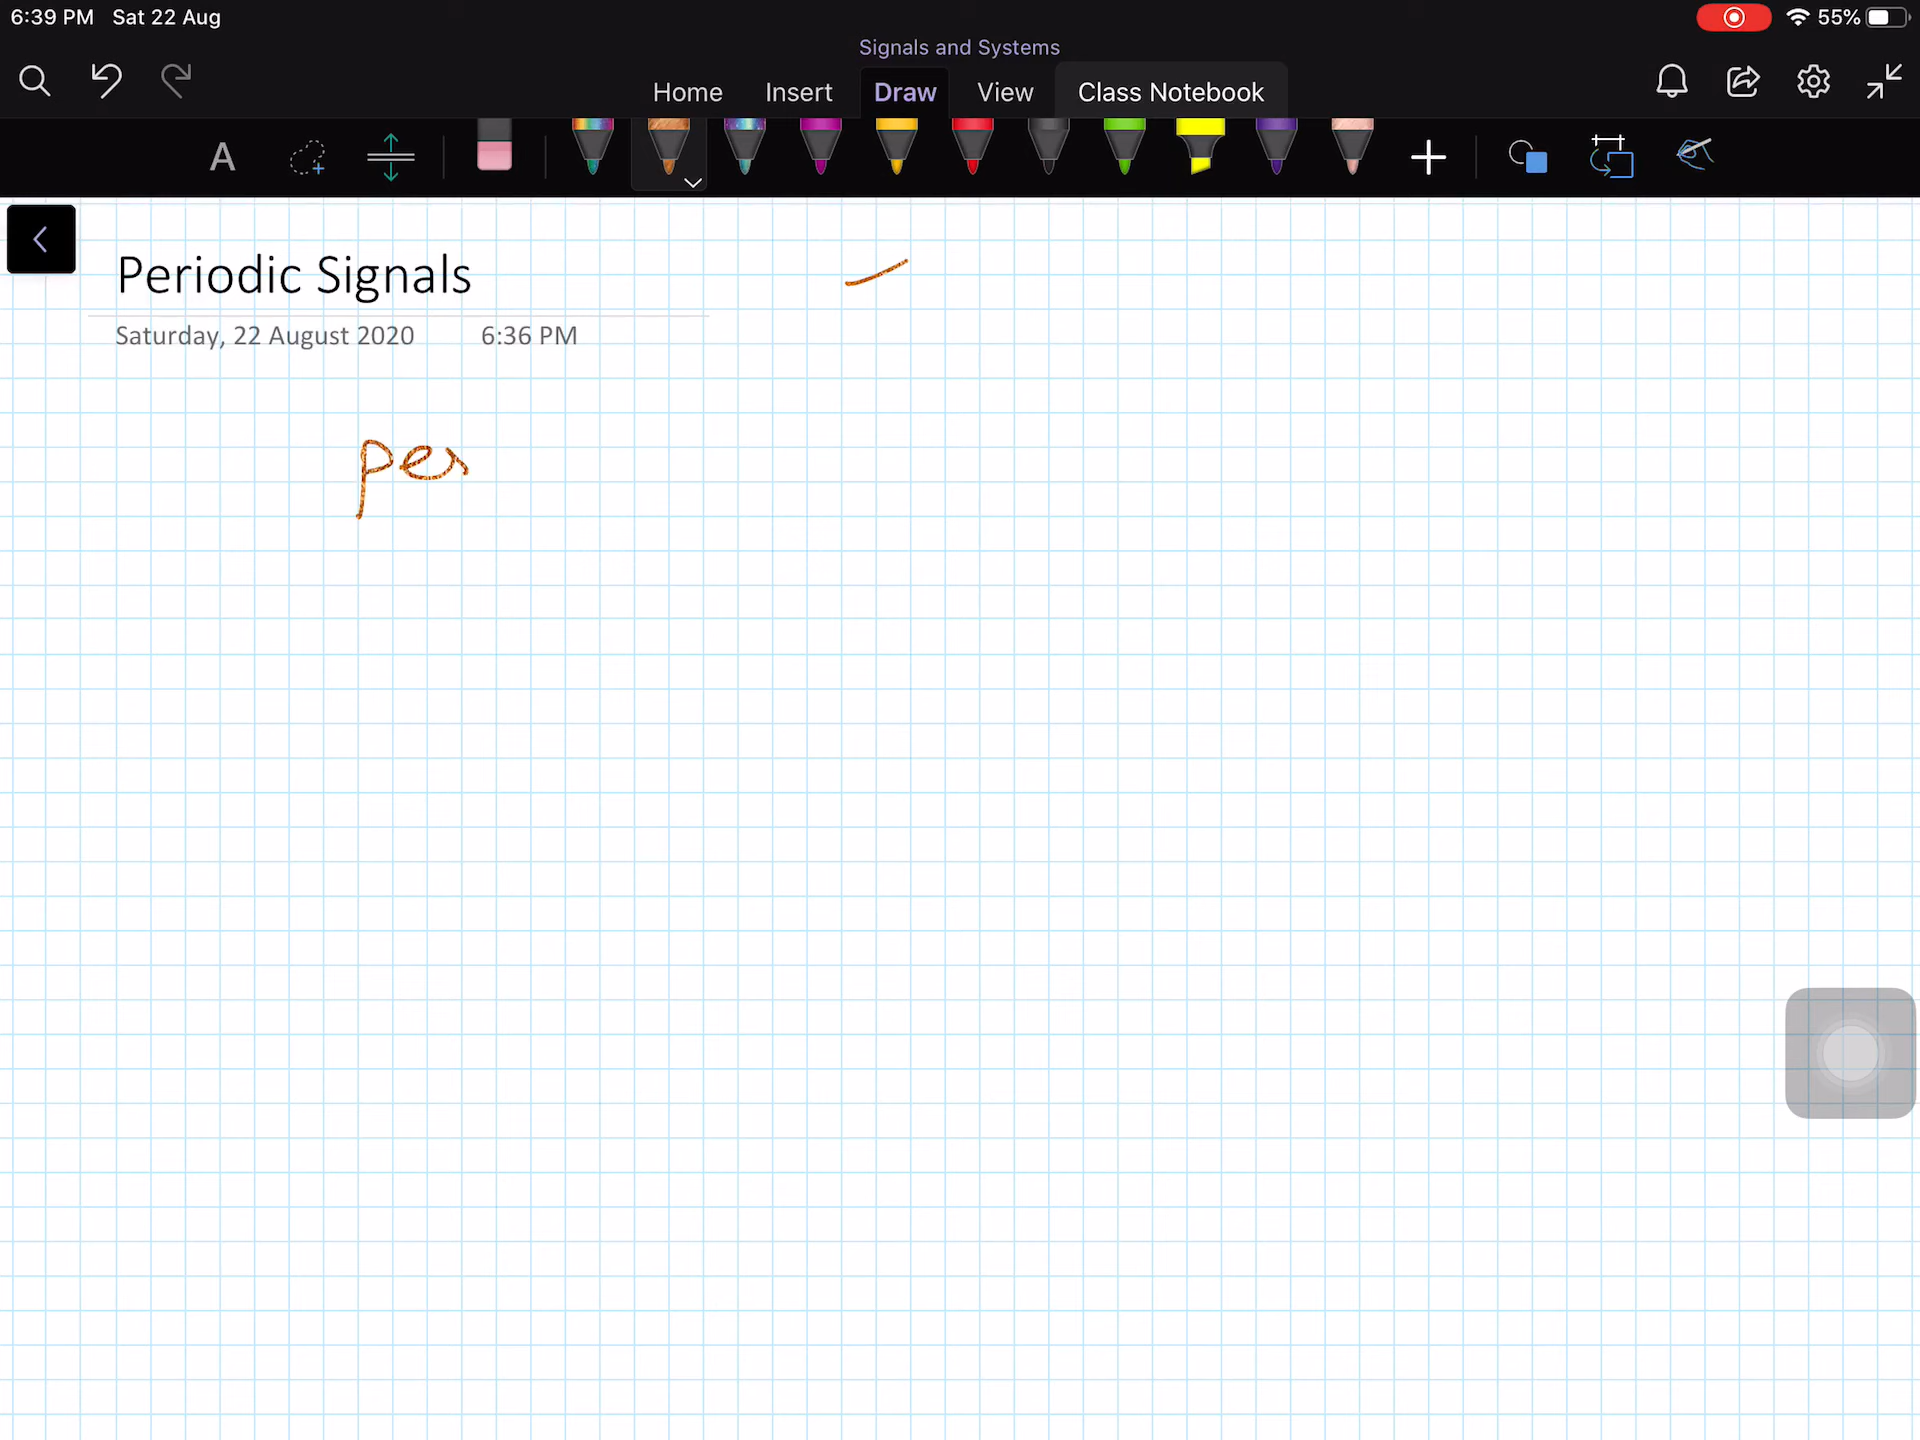 6:39 PM Sat 22 Aug 55%
Signals and Systems
Home Insert Draw View Class Notebook
A
Periodic Signals
Saturday, 22 August 2020 6:36 PM
per